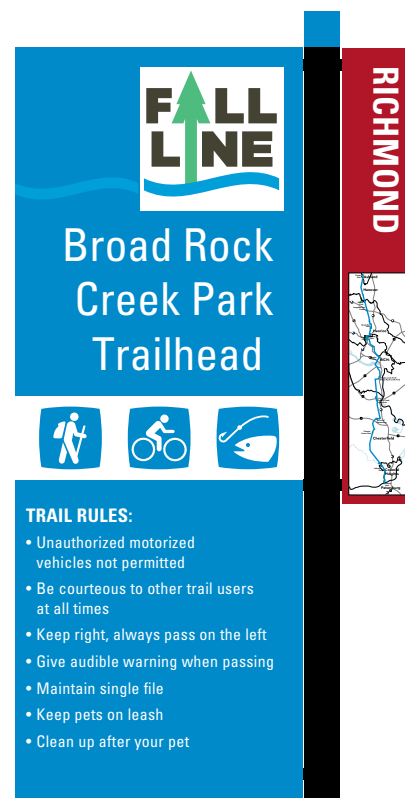 FALL
LINE
Broad Rock
Creek Park
Trailhead
TRAIL RULES:
• Unauthorized motorized
vehicles not permitted
• Be courteous to other trail users
at all times
• Keep right, always pass on the left
• Give audible warning when passing
• Maintain single file
• Keep pets on leash
• Clean up after your pet
RICHMOND
Chesterfield